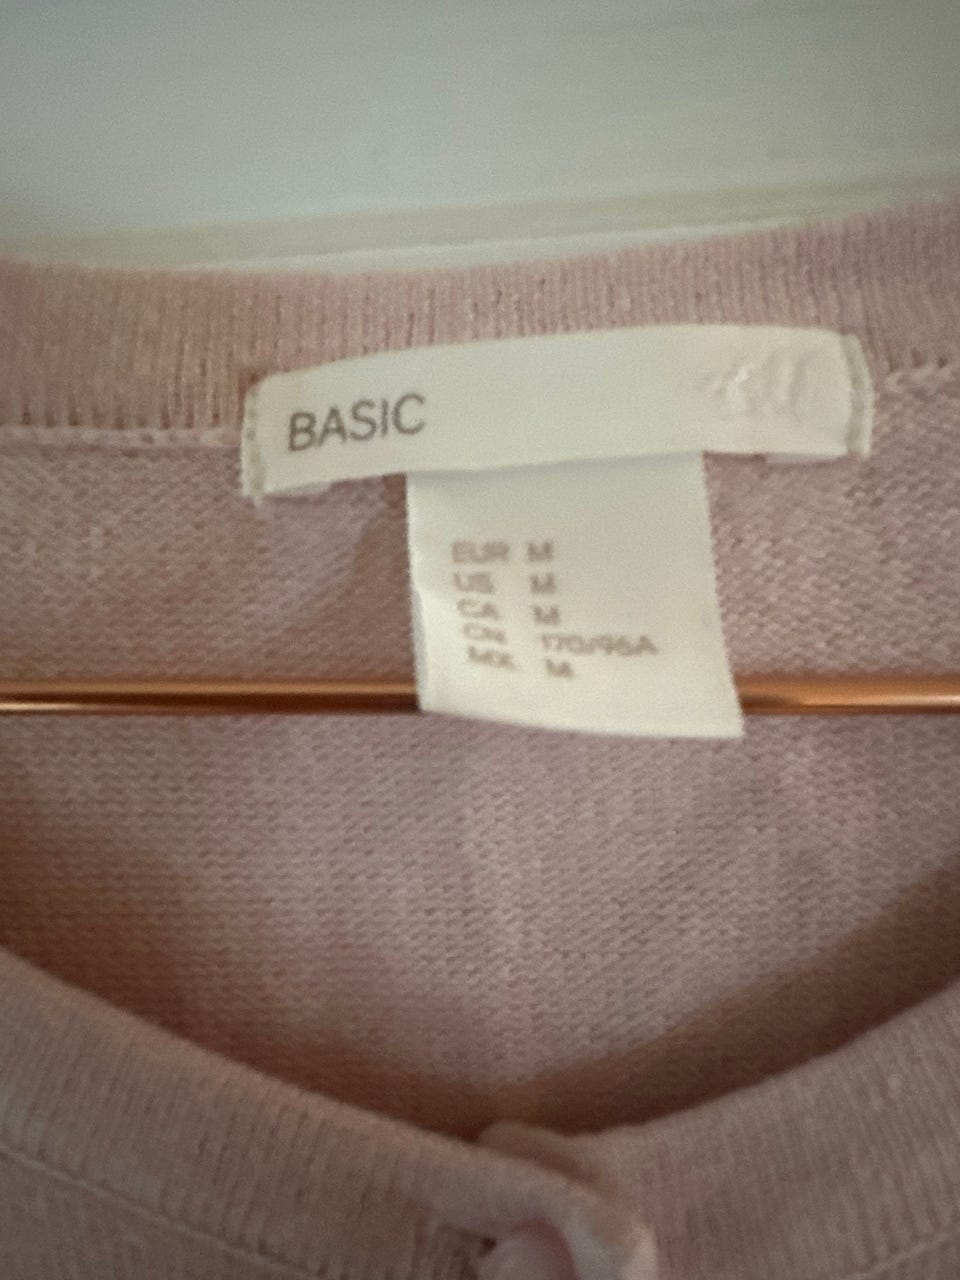 BASIC
EUR M
US M
CA M
CN 170/96A
MX M